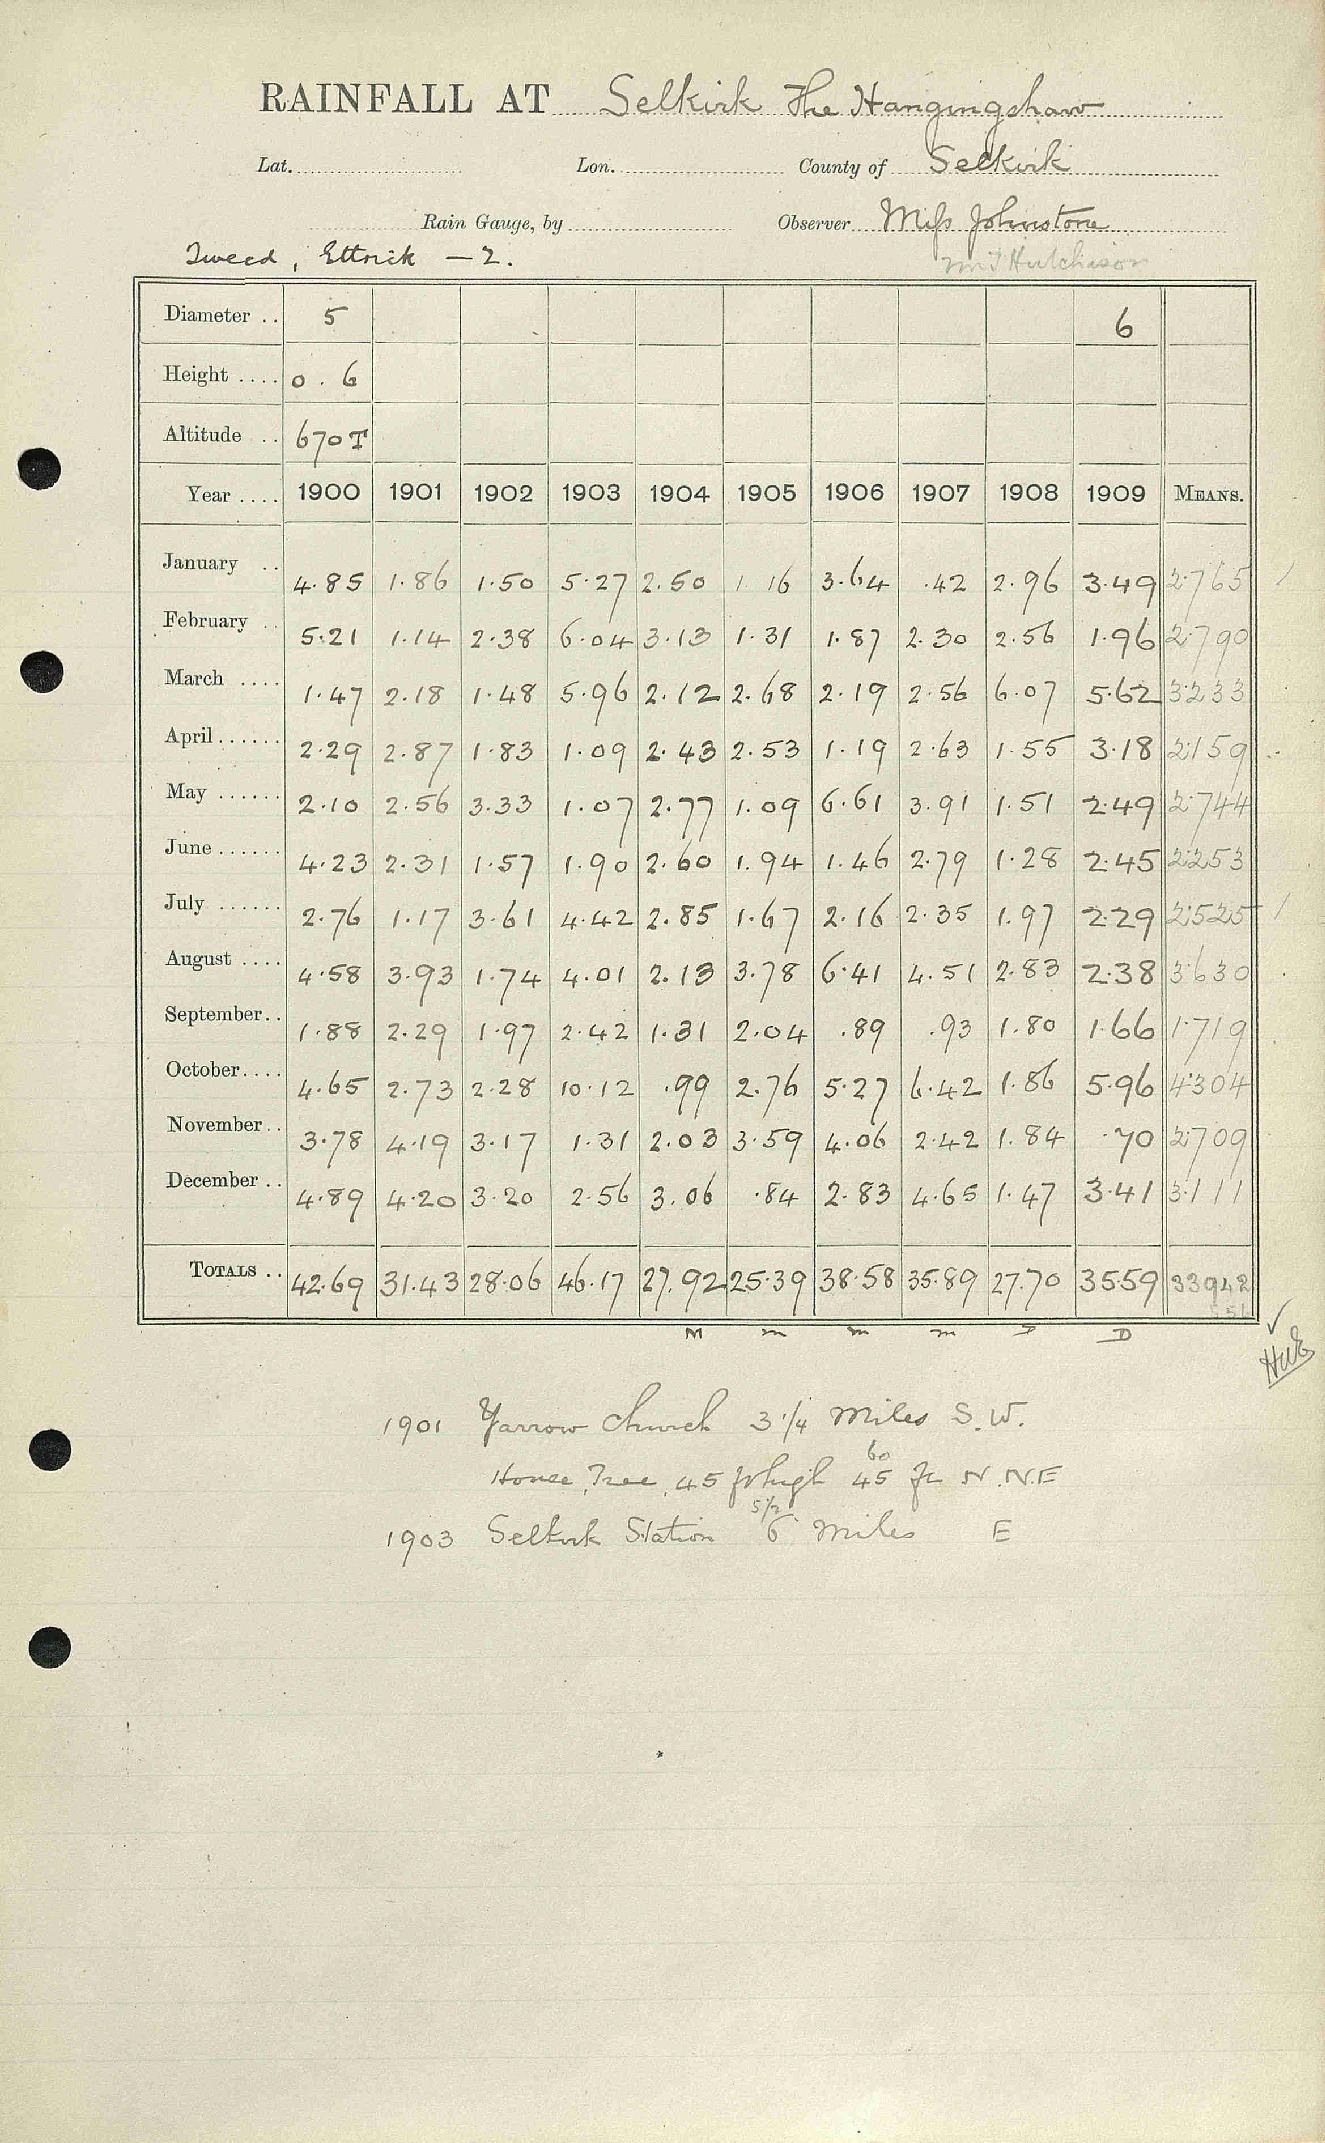 RAINFALL AT Selkirk The Hangingshaw
Lat. Lon. County of Selkirk
Rain Gauge, by Observer Miss Johnstone
Tweed, Ettrick — 2. Hutchison
Diameter .. 5 6
Height .... 0.6
Altitude .. 670T
Year .... 1900 1901 1902 1903 1904 1905 1906 1907 1908 1909 MEANS.
January .. 4.85 1.86 1.50 5.27 2.50 1.16 3.64 .42 2.96 3.49 2.765
February .. 5.21 1.14 2.38 6.04 3.13 1.31 1.87 2.30 2.56 1.96 2.790
March .... 1.47 2.18 1.48 5.96 2.12 2.68 2.19 2.56 6.07 5.62 3.233
April...... 2.29 2.87 1.83 1.09 2.43 2.53 1.19 2.63 1.55 3.18 2.159
May ...... 2.10 2.56 3.33 1.07 2.77 1.09 6.61 3.91 1.51 2.49 2.744
June...... 4.23 2.31 1.57 1.90 2.60 1.94 1.46 2.79 1.28 2.45 2.253
July ...... 2.76 1.17 3.61 4.42 2.85 1.67 2.16 2.35 1.97 2.29 2.525
August .... 4.58 3.93 1.74 4.01 2.13 3.78 6.41 4.51 2.83 2.38 3.630
September.. 1.88 2.29 1.97 2.42 1.31 2.04 .89 .93 1.80 1.66 1.719
October.... 4.65 2.73 2.28 10.12 .99 2.76 5.27 6.42 1.86 5.96 4.304
November.. 3.78 4.19 3.17 1.31 2.03 3.59 4.06 2.42 1.84 .70 2.709
December.. 4.89 4.20 3.20 2.56 3.06 .84 2.83 4.65 1.47 3.41 3.111
TOTALS .. 42.69 31.43 28.06 46.17 27.92 25.39 38.58 35.89 27.70 35.59 33942
M m m m D
1901 Yarrow Church 3 1/4 miles S.W.
60
House, Tree, 45 ft high 45 ft N.N.E
5 1/2
1903 Selkirk Station 6 miles E